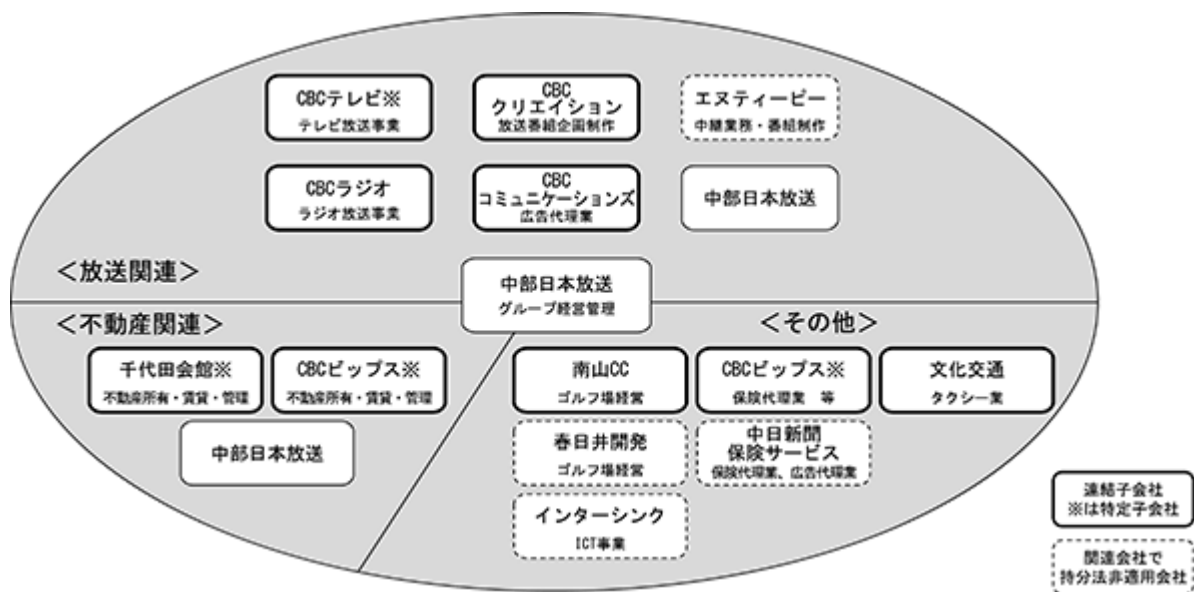 CBCテレビ※
テレビ放送事業
CBC
クリエイション
放送番組企画制作
エヌティーピー
中継業務・番組制作
CBCラジオ
ラジオ放送事業
CBC
コミュニケーションズ
広告代理業
中部日本放送
<放送関連>
中部日本放送
グループ経営管理
<不動産関連>
千代田会館※
不動産所有・賃貸・管理
CBCビップス※
不動産所有・賃貸・管理
中部日本放送
<その他>
南山CC
ゴルフ場経営
CBCビップス※
保険代理業 等
文化交通
タクシー業
春日井開発
ゴルフ場経営
中日新聞
保険サービス
保険代理業、広告代理業
インターシンク
ICT事業
連結子会社
※は特定子会社
関連会社で
持分法非適用会社